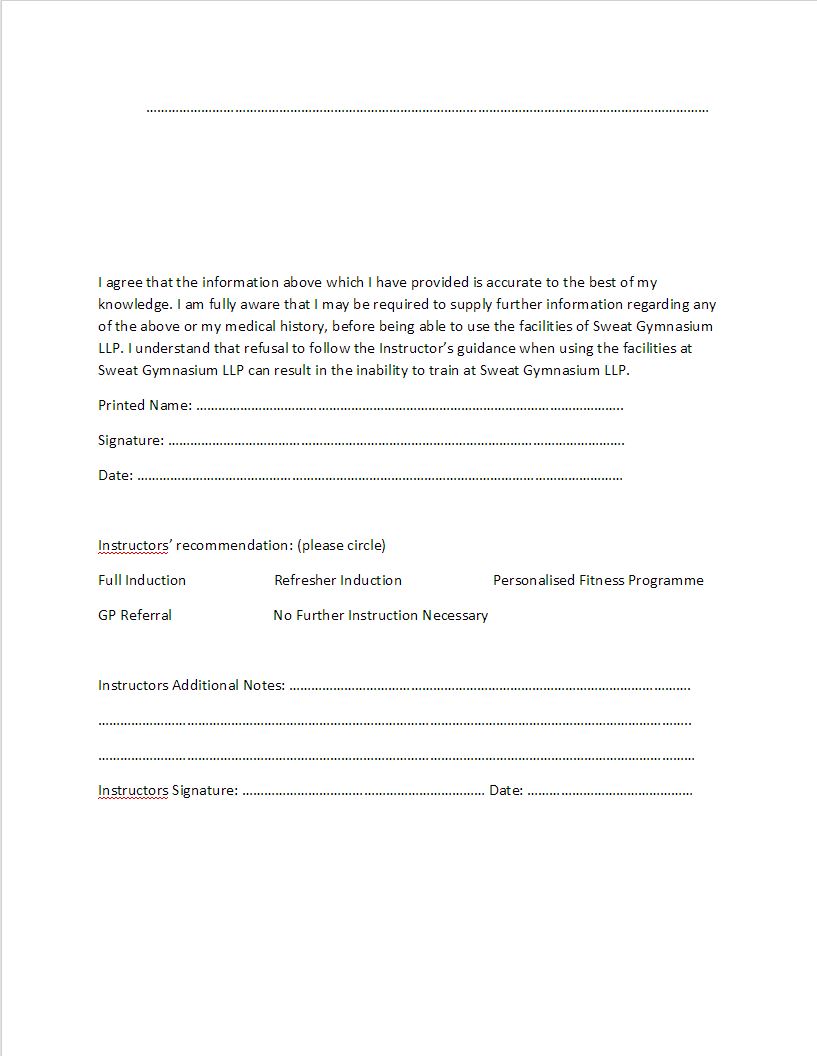 ……………………………………………………………………………………………………………………………………
I agree that the information above which I have provided is accurate to the best of my
knowledge. I am fully aware that I may be required to supply further information regarding any
of the above or my medical history, before being able to use the facilities of Sweat Gymnasium
LLP. I understand that refusal to follow the Instructor’s guidance when using the facilities at
Sweat Gymnasium LLP can result in the inability to train at Sweat Gymnasium LLP.
Printed Name: ……………………………………………………………………………………………………..
Signature: …………………………………………………………………………………………………………….
Date: ……………………………………………………………………………………………………………………
Instructors’ recommendation: (please circle)
Full Induction Refresher Induction Personalised Fitness Programme
GP Referral No Further Instruction Necessary
Instructors Additional Notes: ……………………………………………………………………………………………….
……………………………………………………………………………………………………………………………………………..
………………………………………………………………………………………………………………………………………………
Instructors Signature: ………………………………………………………… Date: ………………………………………